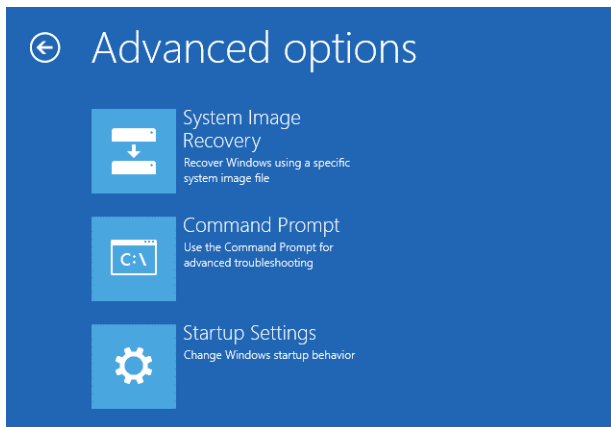 Advanced options
System Image
Recovery
Recover Windows using a specific
system image file
Command Prompt
Use the Command Prompt for
advanced troubleshooting
C:\
Startup Settings
Change Windows startup behavior